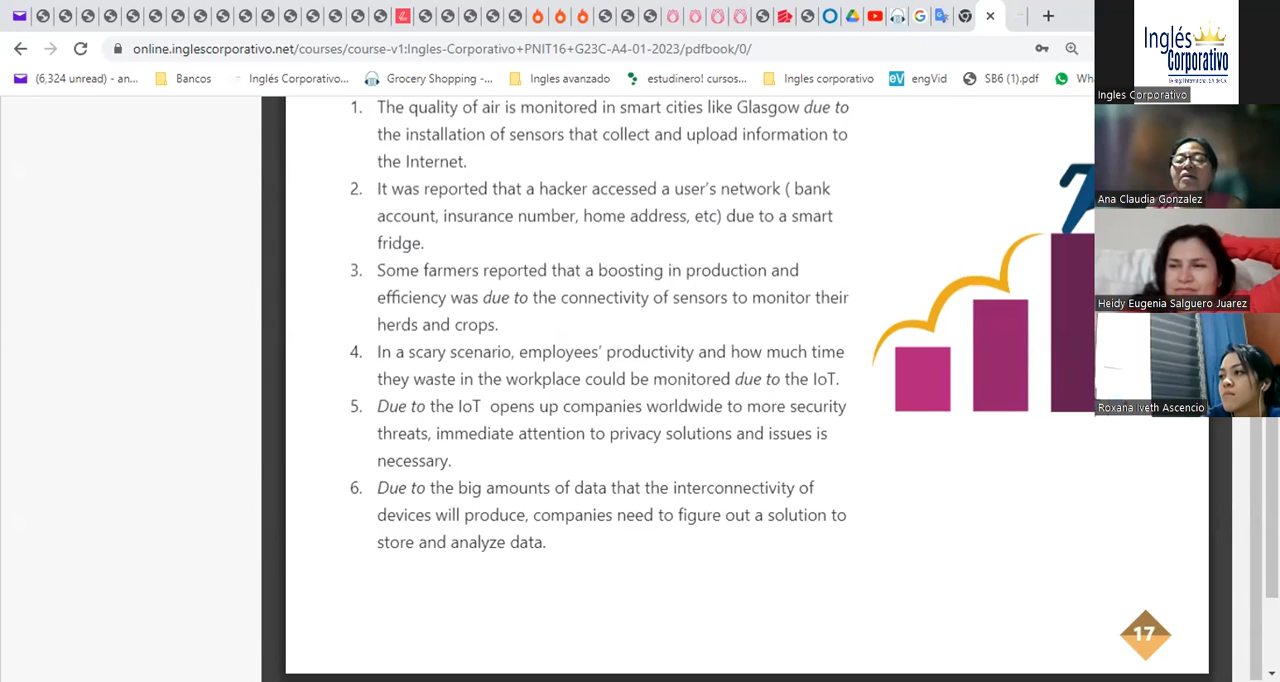 online.inglescorporativo.net/courses/course-v1:Ingles-Corporativo+PNIT16+G23C-A4-01-2023/pdfbook/0/
(6,324 unread) - an...
Bancos
Inglés Corporativo...
Grocery Shopping -...
Ingles avanzado
estudinero! cursos...
Ingles corporativo
eV
engVid
SB6 (1).pdf
1. The quality of air is monitored in smart cities like Glasgow due to
the installation of sensors that collect and upload information to
the Internet.
2. It was reported that a hacker accessed a user's network ( bank
account, insurance number, home address, etc) due to a smart
fridge.
3. Some farmers reported that a boosting in production and
efficiency was due to the connectivity of sensors to monitor their
herds and crops.
4. In a scary scenario, employees' productivity and how much time
they waste in the workplace could be monitored due to the IoT.
5. Due to the IoT opens up companies worldwide to more security
threats, immediate attention to privacy solutions and issues is
necessary.
6. Due to the big amounts of data that the interconnectivity of
devices will produce, companies need to figure out a solution to
store and analyze data.
17
Inglés
Corporativo
Ingles Corporativo
Ana Claudia Gonzalez
Heidy Eugenia Salguero Juarez
Roxana Iveth Ascencio